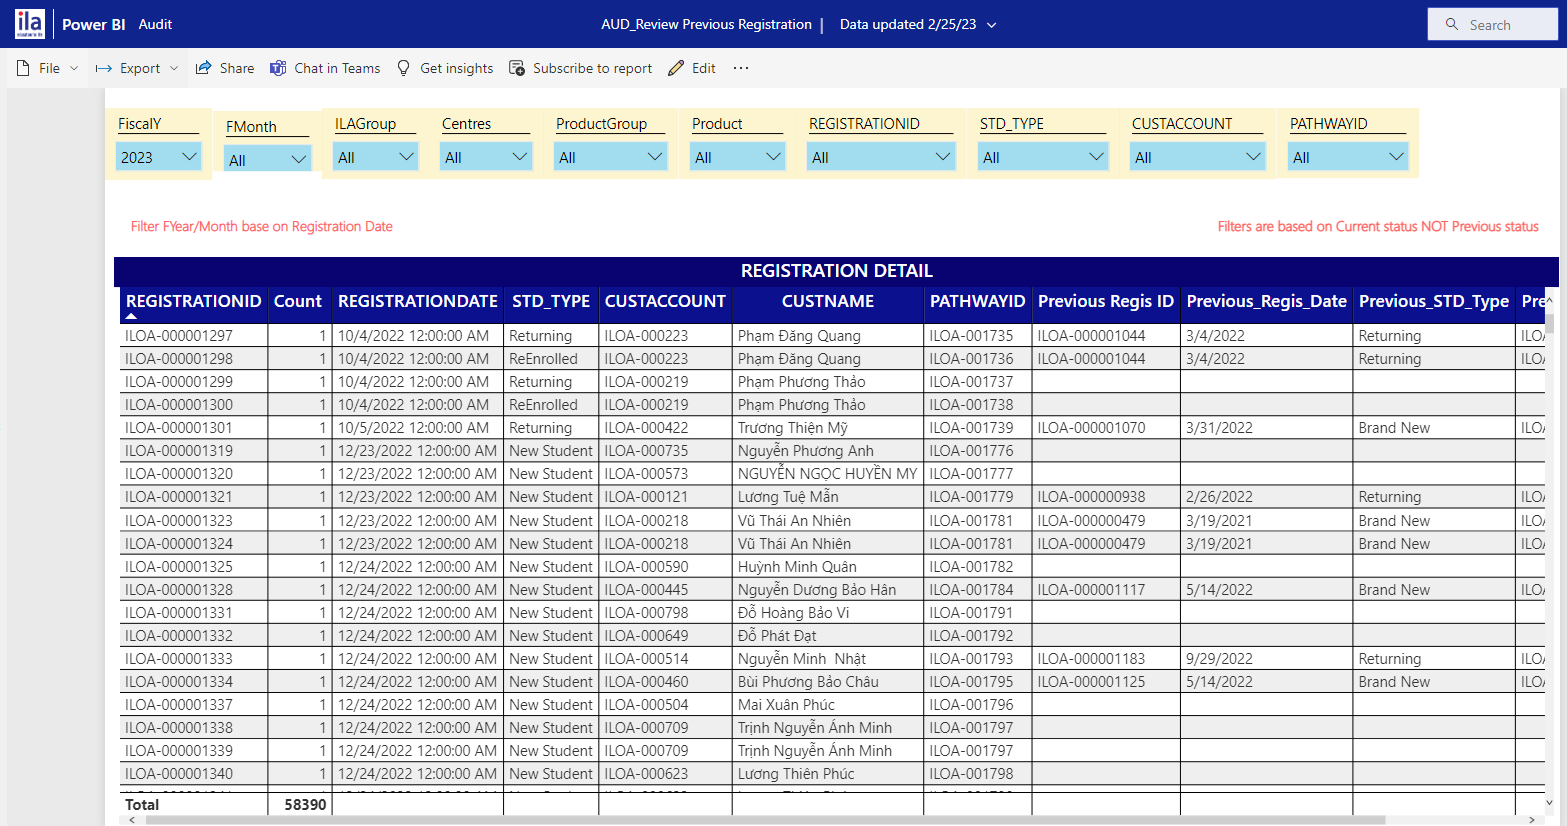 ila Power BI Audit AUD_Review Previous Registration | Data updated 2/25/23 Search
File Export Share Chat in Teams Get insights Subscribe to report Edit ...
FiscalY FMonth ILAGroup Centres ProductGroup Product REGISTRATIONID STD_TYPE CUSTACCOUNT PATHWAYID
2023 All All All All All All All All All
Filter FYear/Month base on Registration Date Filters are based on Current status NOT Previous status
REGISTRATION DETAIL
REGISTRATIONID Count REGISTRATIONDATE STD_TYPE CUSTACCOUNT CUSTNAME PATHWAYID Previous Regis ID Previous_Regis_Date Previous_STD_Type Pre
ILOA-000001297 1 10/4/2022 12:00:00 AM Returning ILOA-000223 Phạm Đăng Quang ILOA-001735 ILOA-000001044 3/4/2022 Returning ILOA
ILOA-000001298 1 10/4/2022 12:00:00 AM ReEnrolled ILOA-000223 Phạm Đăng Quang ILOA-001736 ILOA-000001044 3/4/2022 Returning ILOA
ILOA-000001299 1 10/4/2022 12:00:00 AM Returning ILOA-000219 Phạm Phương Thảo ILOA-001737
ILOA-000001300 1 10/4/2022 12:00:00 AM ReEnrolled ILOA-000219 Phạm Phương Thảo ILOA-001738
ILOA-000001301 1 10/5/2022 12:00:00 AM Returning ILOA-000422 Trương Thiện Mỹ ILOA-001739 ILOA-000001070 3/31/2022 Brand New ILOA
ILOA-000001319 1 12/23/2022 12:00:00 AM New Student ILOA-000735 Nguyễn Phương Anh ILOA-001776
ILOA-000001320 1 12/23/2022 12:00:00 AM New Student ILOA-000573 NGUYỄN NGỌC HUYỀN MY ILOA-001777
ILOA-000001321 1 12/23/2022 12:00:00 AM New Student ILOA-000121 Lương Tuệ Mẫn ILOA-001779 ILOA-000000938 2/26/2022 Returning ILOA
ILOA-000001323 1 12/23/2022 12:00:00 AM New Student ILOA-000218 Vũ Thái An Nhiên ILOA-001781 ILOA-000000479 3/19/2021 Brand New ILOA
ILOA-000001324 1 12/23/2022 12:00:00 AM New Student ILOA-000218 Vũ Thái An Nhiên ILOA-001781 ILOA-000000479 3/19/2021 Brand New ILOA
ILOA-000001325 1 12/24/2022 12:00:00 AM New Student ILOA-000590 Huỳnh Minh Quân ILOA-001782
ILOA-000001328 1 12/24/2022 12:00:00 AM New Student ILOA-000445 Nguyễn Dương Bảo Hân ILOA-001784 ILOA-000001117 5/14/2022 Brand New ILOA
ILOA-000001331 1 12/24/2022 12:00:00 AM New Student ILOA-000798 Đỗ Hoàng Bảo Vi ILOA-001791
ILOA-000001332 1 12/24/2022 12:00:00 AM New Student ILOA-000649 Đỗ Phát Đạt ILOA-001792
ILOA-000001333 1 12/24/2022 12:00:00 AM New Student ILOA-000514 Nguyễn Minh Nhật ILOA-001793 ILOA-000001183 9/29/2022 Returning ILOA
ILOA-000001334 1 12/24/2022 12:00:00 AM New Student ILOA-000460 Bùi Phương Bảo Châu ILOA-001795 ILOA-000001125 5/14/2022 Brand New ILOA
ILOA-000001337 1 12/24/2022 12:00:00 AM New Student ILOA-000504 Mai Xuân Phúc ILOA-001796
ILOA-000001338 1 12/24/2022 12:00:00 AM New Student ILOA-000709 Trịnh Nguyễn Ánh Minh ILOA-001797
ILOA-000001339 1 12/24/2022 12:00:00 AM New Student ILOA-000709 Trịnh Nguyễn Ánh Minh ILOA-001797
ILOA-000001340 1 12/24/2022 12:00:00 AM New Student ILOA-000623 Lương Thiên Phúc ILOA-001798
Total 58390